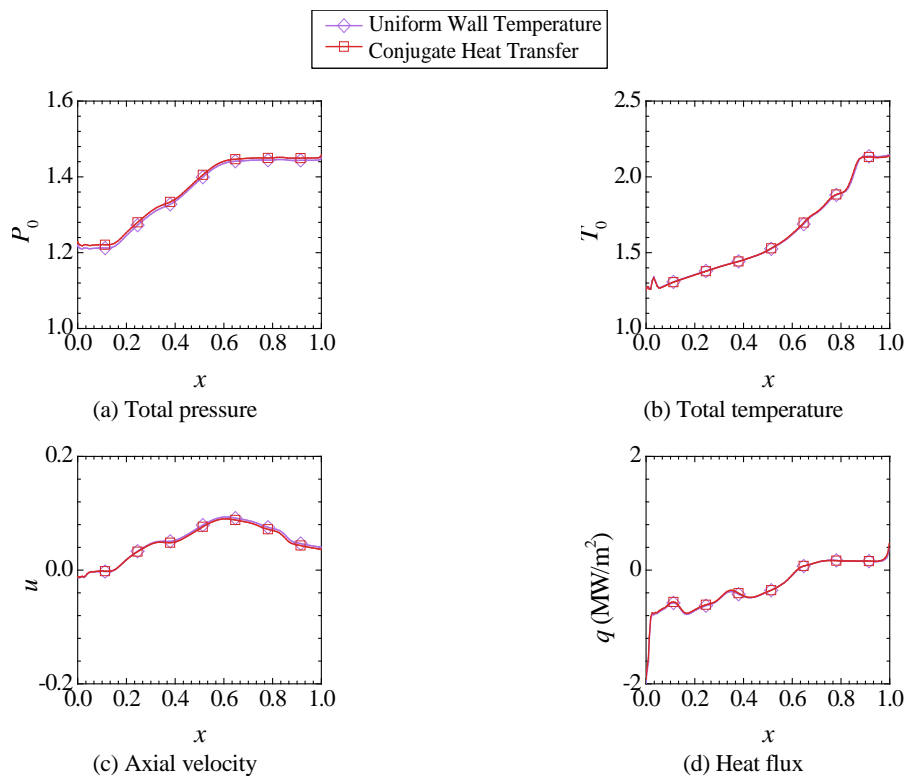 Uniform Wall Temperature
Conjugate Heat Transfer
1.6
1.4
1.2
1.0
P0
0.0 0.2 0.4 0.6 0.8 1.0
x
(a) Total pressure
2.5
2.0
1.5
1.0
T0
0.0 0.2 0.4 0.6 0.8 1.0
x
(b) Total temperature
0.2
0.0
-0.2
u
0.0 0.2 0.4 0.6 0.8 1.0
x
(c) Axial velocity
2
0
-2
q (MW/m²)
0.0 0.2 0.4 0.6 0.8 1.0
x
(d) Heat flux